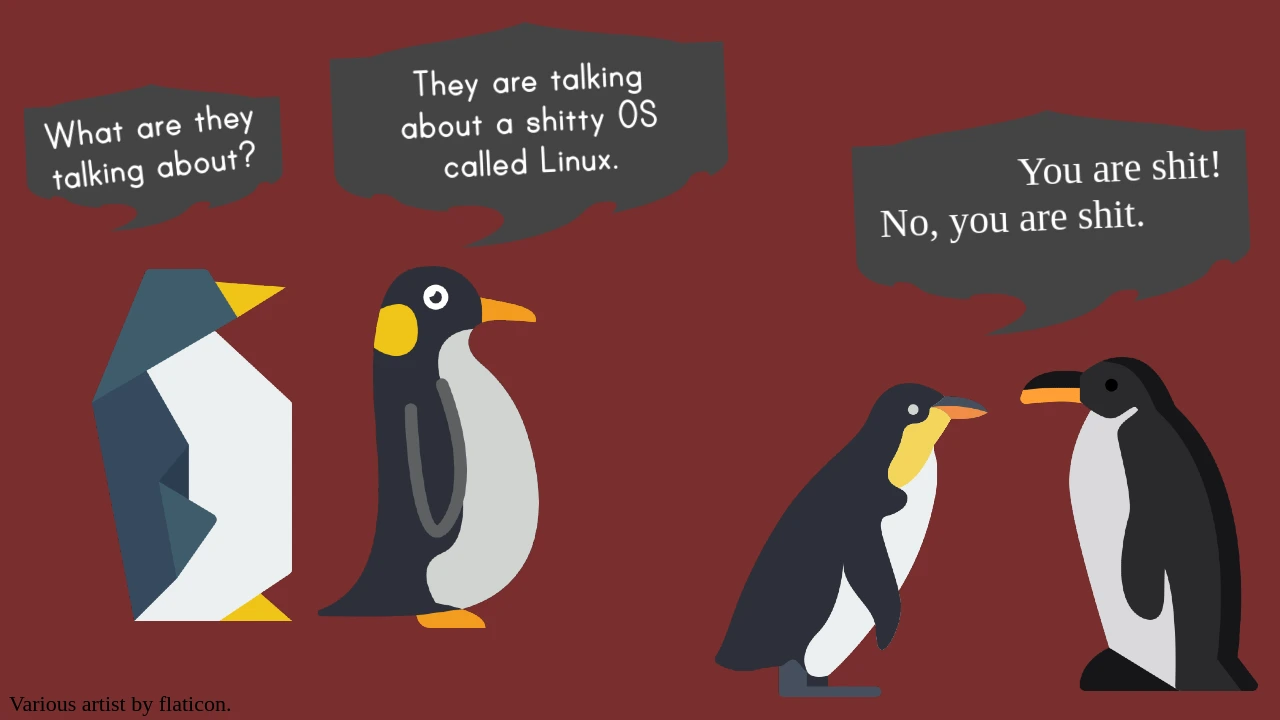 What are they
talking about?
They are talking
about a shitty OS
called Linux.
You are shit!
No, you are shit.
Various artist by flaticon.